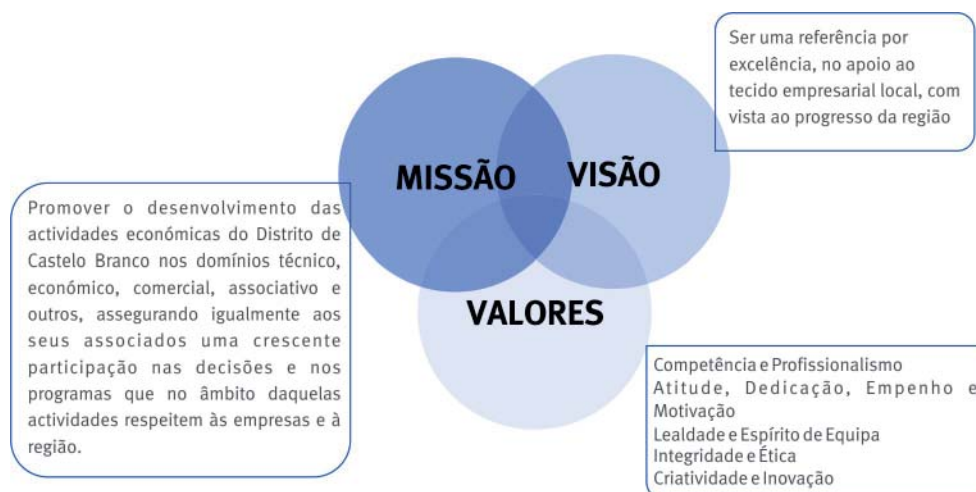 Ser uma referência por
excelência, no apoio ao
tecido empresarial local, com
vista ao progresso da região
MISSÃO
VISÃO
Promover o desenvolvimento das
actividades económicas do Distrito de
Castelo Branco nos domínios técnico,
económico, comercial, associativo e
outros, assegurando igualmente aos
seus associados uma crescente
participação nas decisões e nos
programas que no âmbito daquelas
actividades respeitem às empresas e à
região.
VALORES
Competência e Profissionalismo
Atitude, Dedicação, Empenho e
Motivação
Lealdade e Espírito de Equipa
Integridade e Ética
Criatividade e Inovação